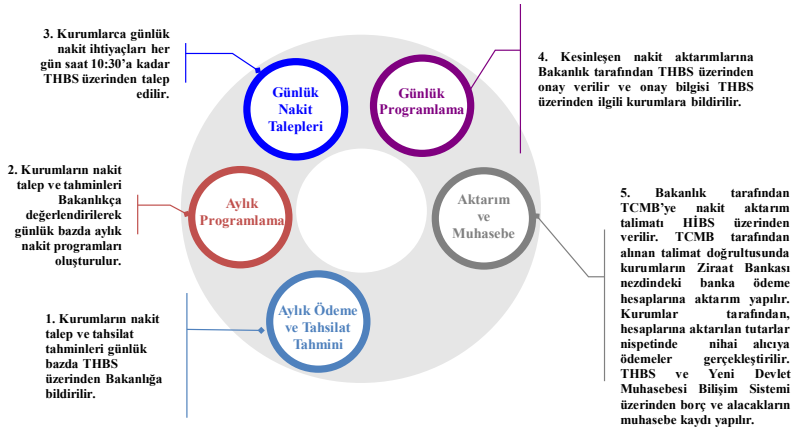 3. Kurumlarca günlük
nakit ihtiyaçları her
gün saat 10:30’a kadar
THBS üzerinden talep
edilir.
Günlük
Nakit
Talepleri
Günlük
Programlama
4. Kesinleşen nakit aktarımlarına
Bakanlık tarafından THBS üzerinden
onay verilir ve onay bilgisi THBS
üzerinden ilgili kurumlara bildirilir.
2. Kurumların nakit
talep ve tahminleri
Bakanlıkça
değerlendirilerek
günlük bazda aylık
nakit programları
oluşturulur.
Aylık
Programlama
Aktarım
ve
Muhasebe
5. Bakanlık tarafından
TCMB’ye nakit aktarım
talimatı HİBS üzerinden
verilir. TCMB tarafından
alınan talimat doğrultusunda
kurumların Ziraat Bankası
nezdindeki banka ödeme
hesaplarına aktarım yapılır.
Kurumlar tarafından,
hesaplarına aktarılan tutarlar
nispetinde nihai alıcıya
ödemeler gerçekleştirilir.
THBS ve Yeni Devlet
Muhasebesi Bilişim Sistemi
üzerinden borç ve alacakların
muhasebe kaydı yapılır.
1. Kurumların nakit
talep ve tahsilat
tahminleri günlük
bazda THBS
üzerinden Bakanlığa
bildirilir.
Aylık Ödeme
ve Tahsilat
Tahmini